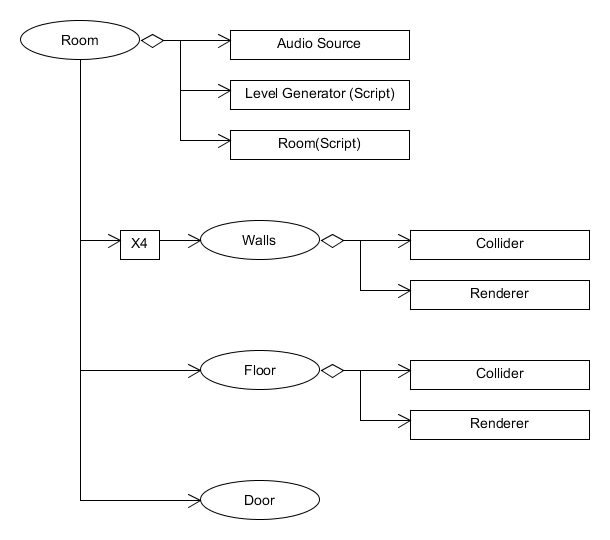 Room
Audio Source
Level Generator (Script)
Room(Script)
X4
Walls
Collider
Renderer
Floor
Collider
Renderer
Door